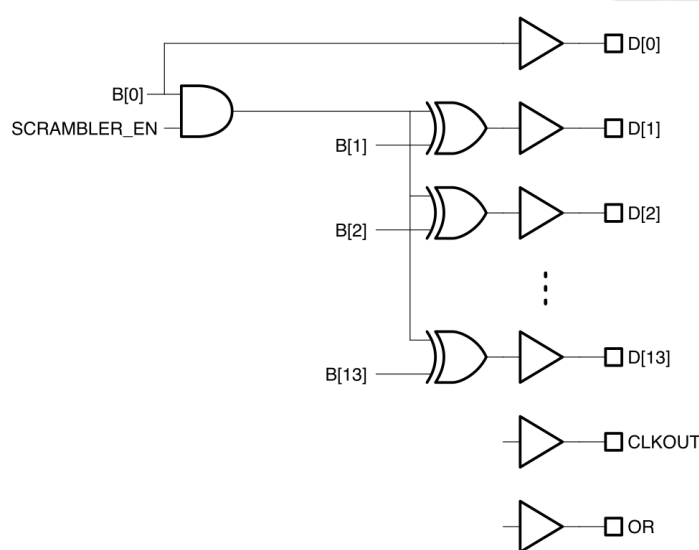 D[0]
B[0]
SCRAMBLER_EN
D[1]
B[1]
D[2]
B[2]
D[13]
B[13]
CLKOUT
OR